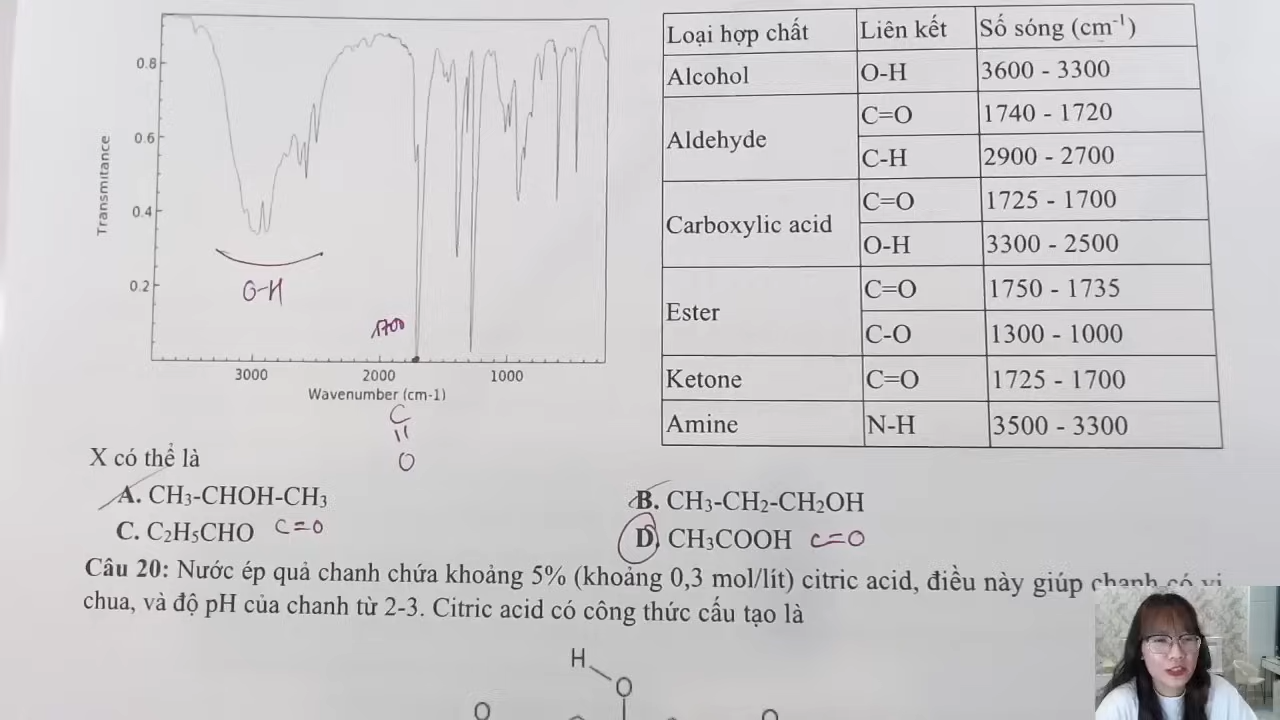 0.8
0.6
0.4
0.2
Transmitance
O-H
1700
3000 2000 1000
Wavenumber (cm-1)
C
O
Loại hợp chất Liên kết Số sóng (cm-1)
Alcohol O-H 3600 - 3300
Aldehyde C=O 1740 - 1720
C-H 2900 - 2700
Carboxylic acid C=O 1725 - 1700
O-H 3300 - 2500
Ester C=O 1750 - 1735
C-O 1300 - 1000
Ketone C=O 1725 - 1700
Amine N-H 3500 - 3300
X có thể là
A. CH3-CHOH-CH3 B. CH3-CH2-CH2OH
C. C2H5CHO C=O D. CH3COOH C=O
Câu 20: Nước ép quả chanh chứa khoảng 5% (khoảng 0,3 mol/lít) citric acid, điều này giúp chanh có vị
chua, và độ pH của chanh từ 2-3. Citric acid có công thức cấu tạo là
H
O
O O